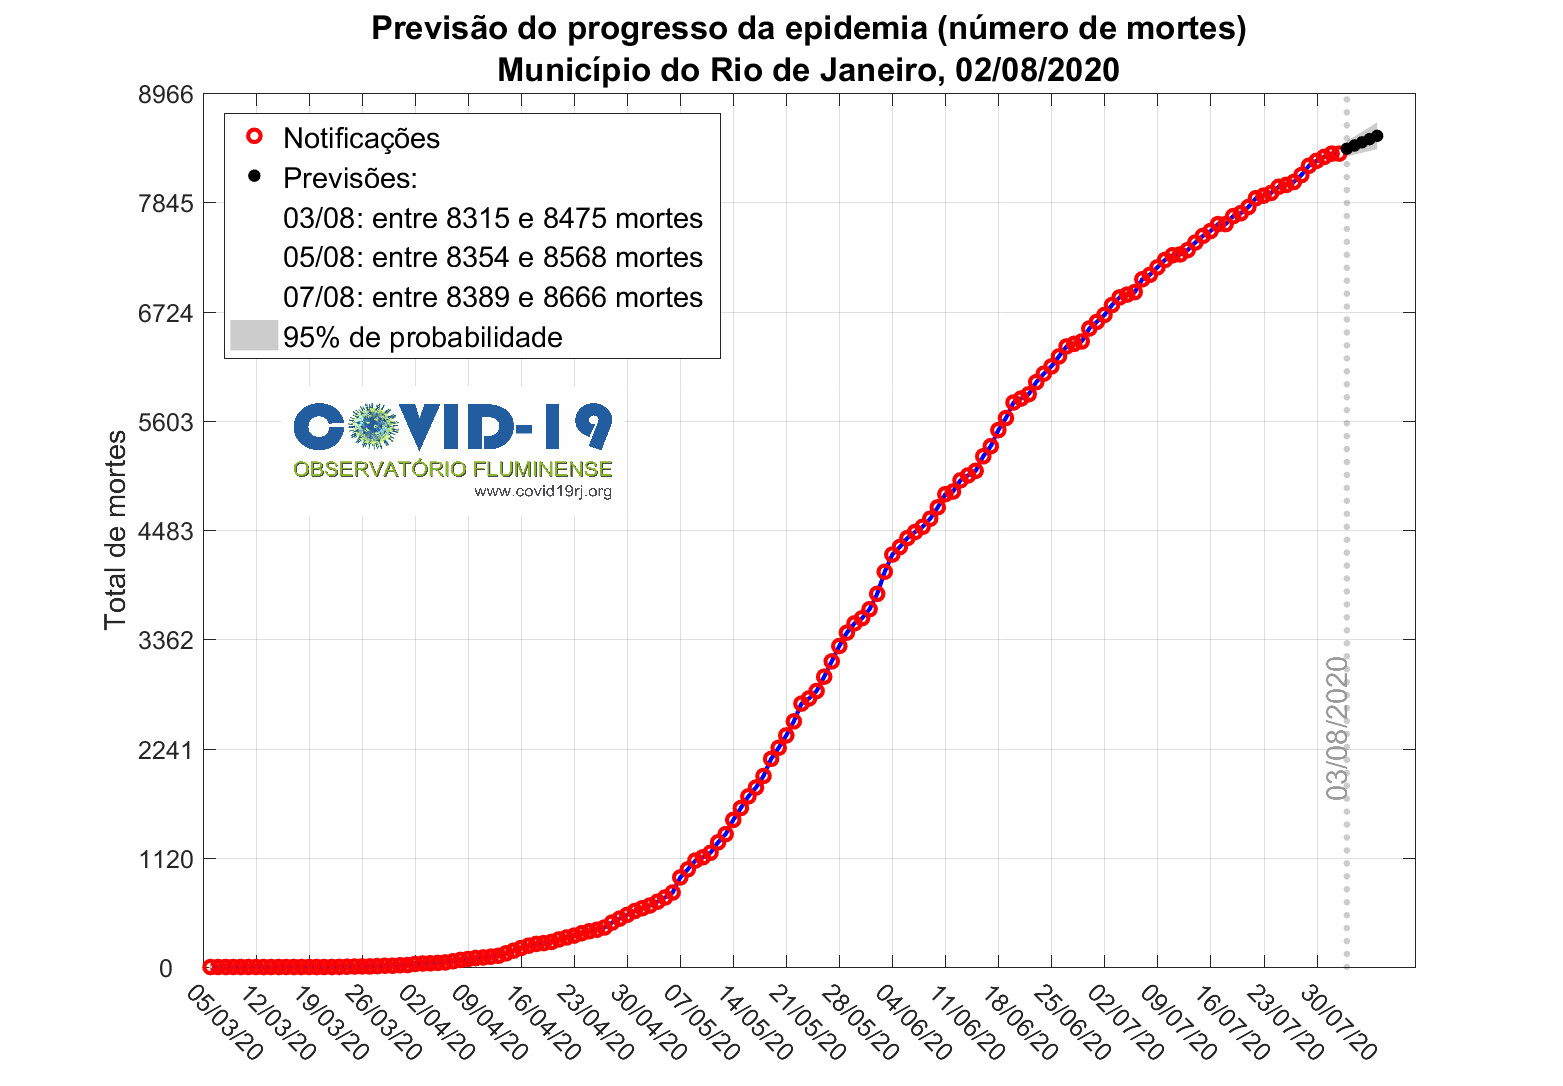 Previsão do progresso da epidemia (número de mortes)
Município do Rio de Janeiro, 02/08/2020
Total de mortes
8966
7845
6724
5603
4483
3362
2241
1120
0
Notificações
Previsões:
03/08: entre 8315 e 8475 mortes
05/08: entre 8354 e 8568 mortes
07/08: entre 8389 e 8666 mortes
95% de probabilidade
COVID-19
OBSERVATÓRIO FLUMINENSE
www.covid19rj.org
03/08/2020
05/03/20
12/03/20
19/03/20
26/03/20
02/04/20
09/04/20
16/04/20
23/04/20
30/04/20
07/05/20
14/05/20
21/05/20
28/05/20
04/06/20
11/06/20
18/06/20
25/06/20
02/07/20
09/07/20
16/07/20
23/07/20
30/07/20